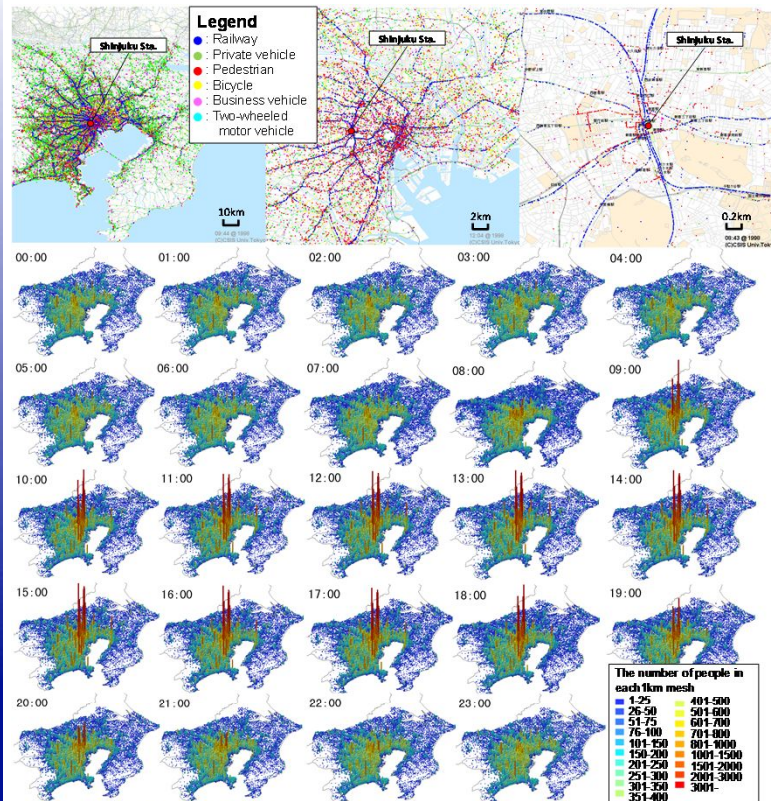 Legend
: Railway
: Private vehicle
: Pedestrian
: Bicycle
: Business vehicle
: Two-wheeled
motor vehicle
Shinjuku Sta.
Shinjuku Sta.
Shinjuku Sta.
10km
2km
0.2km
(C)CSIS Univ.Tokyo
(C)CSIS Univ.Tokyo
00:00
01:00
02:00
03:00
04:00
05:00
06:00
07:00
08:00
09:00
10:00
11:00
12:00
13:00
14:00
15:00
16:00
17:00
18:00
19:00
20:00
21:00
22:00
23:00
The number of people in
each 1km mesh
1-25
26-50
51-75
76-100
101-150
150-200
201-250
251-300
301-350
351-400
401-500
501-600
601-700
701-800
801-1000
1001-1500
1501-2000
2001-3000
3001-